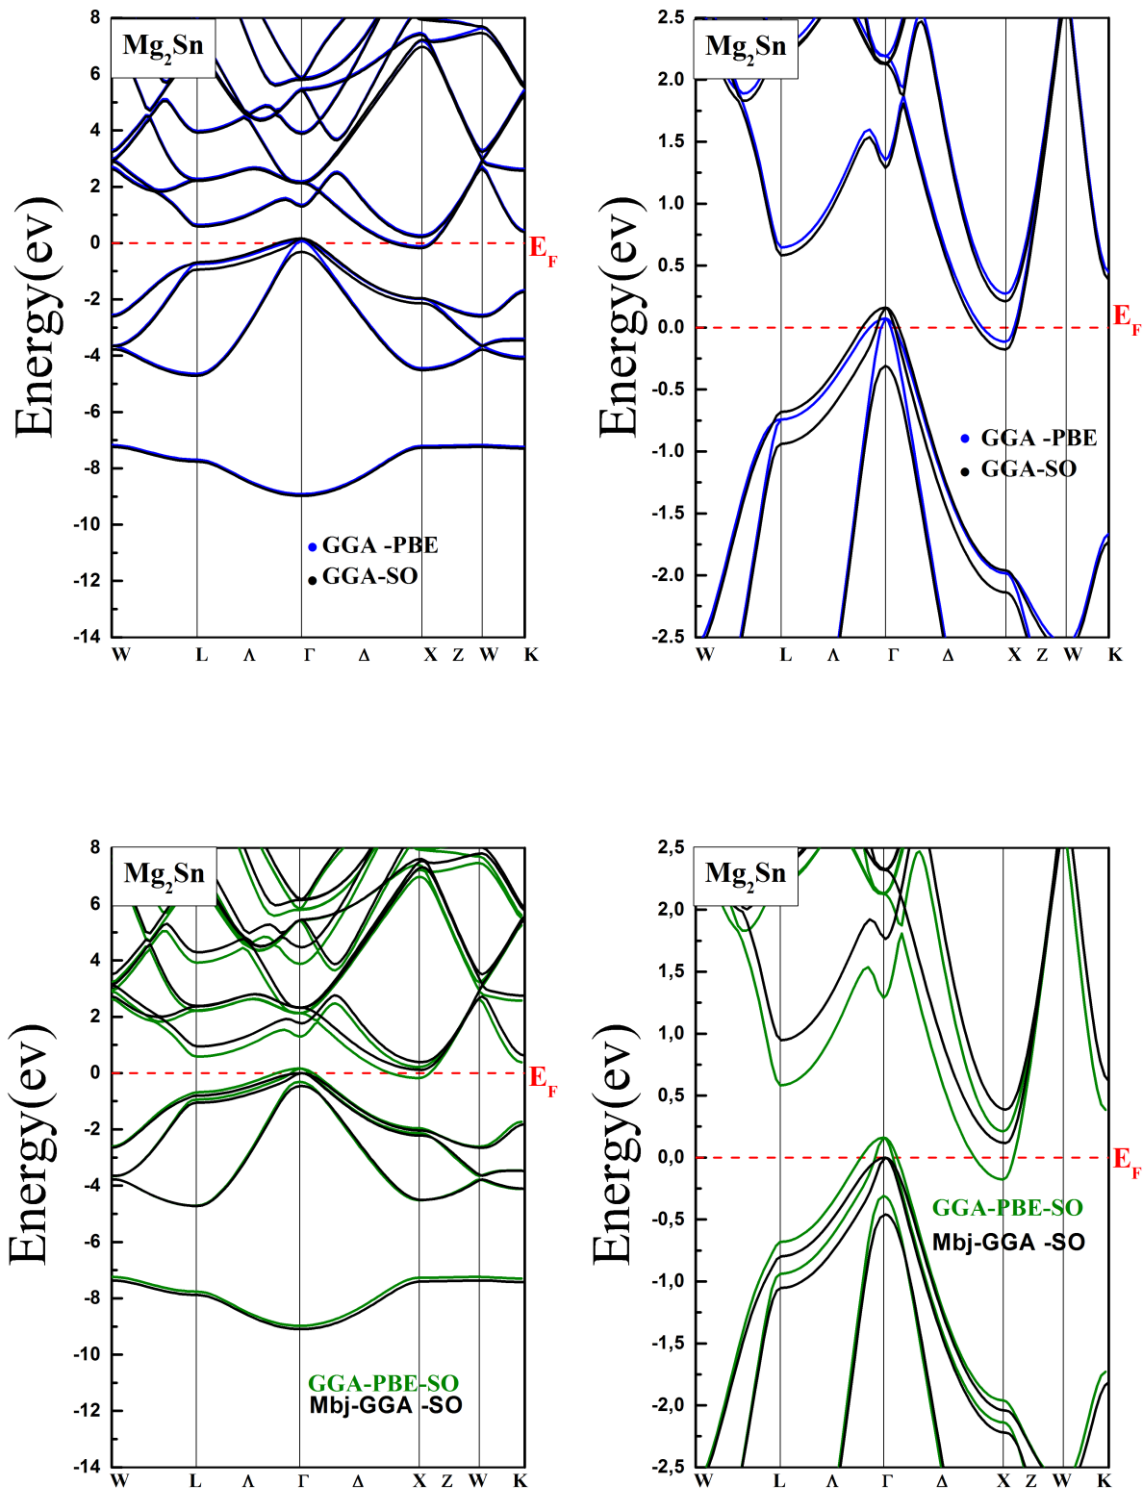 Mg2Sn
Energy(ev)
8
6
4
2
0
-2
-4
-6
-8
-10
-12
-14
EF
GGA -PBE
GGA-SO
W L Λ Γ Δ X Z W K
Mg2Sn
Energy(ev)
2.5
2.0
1.5
1.0
0.5
0.0
-0.5
-1.0
-1.5
-2.0
-2.5
EF
GGA -PBE
GGA-SO
W L Λ Γ Δ X Z W K
Mg2Sn
Energy(ev)
8
6
4
2
0
-2
-4
-6
-8
-10
-12
-14
EF
GGA-PBE-SO
Mbj-GGA -SO
W L Λ Γ Δ X Z W K
Mg2Sn
Energy(ev)
2,5
2,0
1,5
1,0
0,5
0,0
-0,5
-1,0
-1,5
-2,0
-2,5
EF
GGA-PBE-SO
Mbj-GGA -SO
W L Λ Γ Δ X Z W K